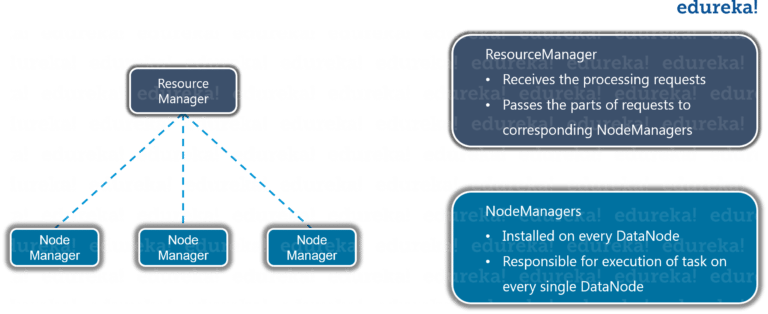 edureka!
Resource
Manager
Node
Manager
Node
Manager
Node
Manager
ResourceManager
• Receives the processing requests
• Passes the parts of requests to
corresponding NodeManagers
NodeManagers
• Installed on every DataNode
• Responsible for execution of task on
every single DataNode